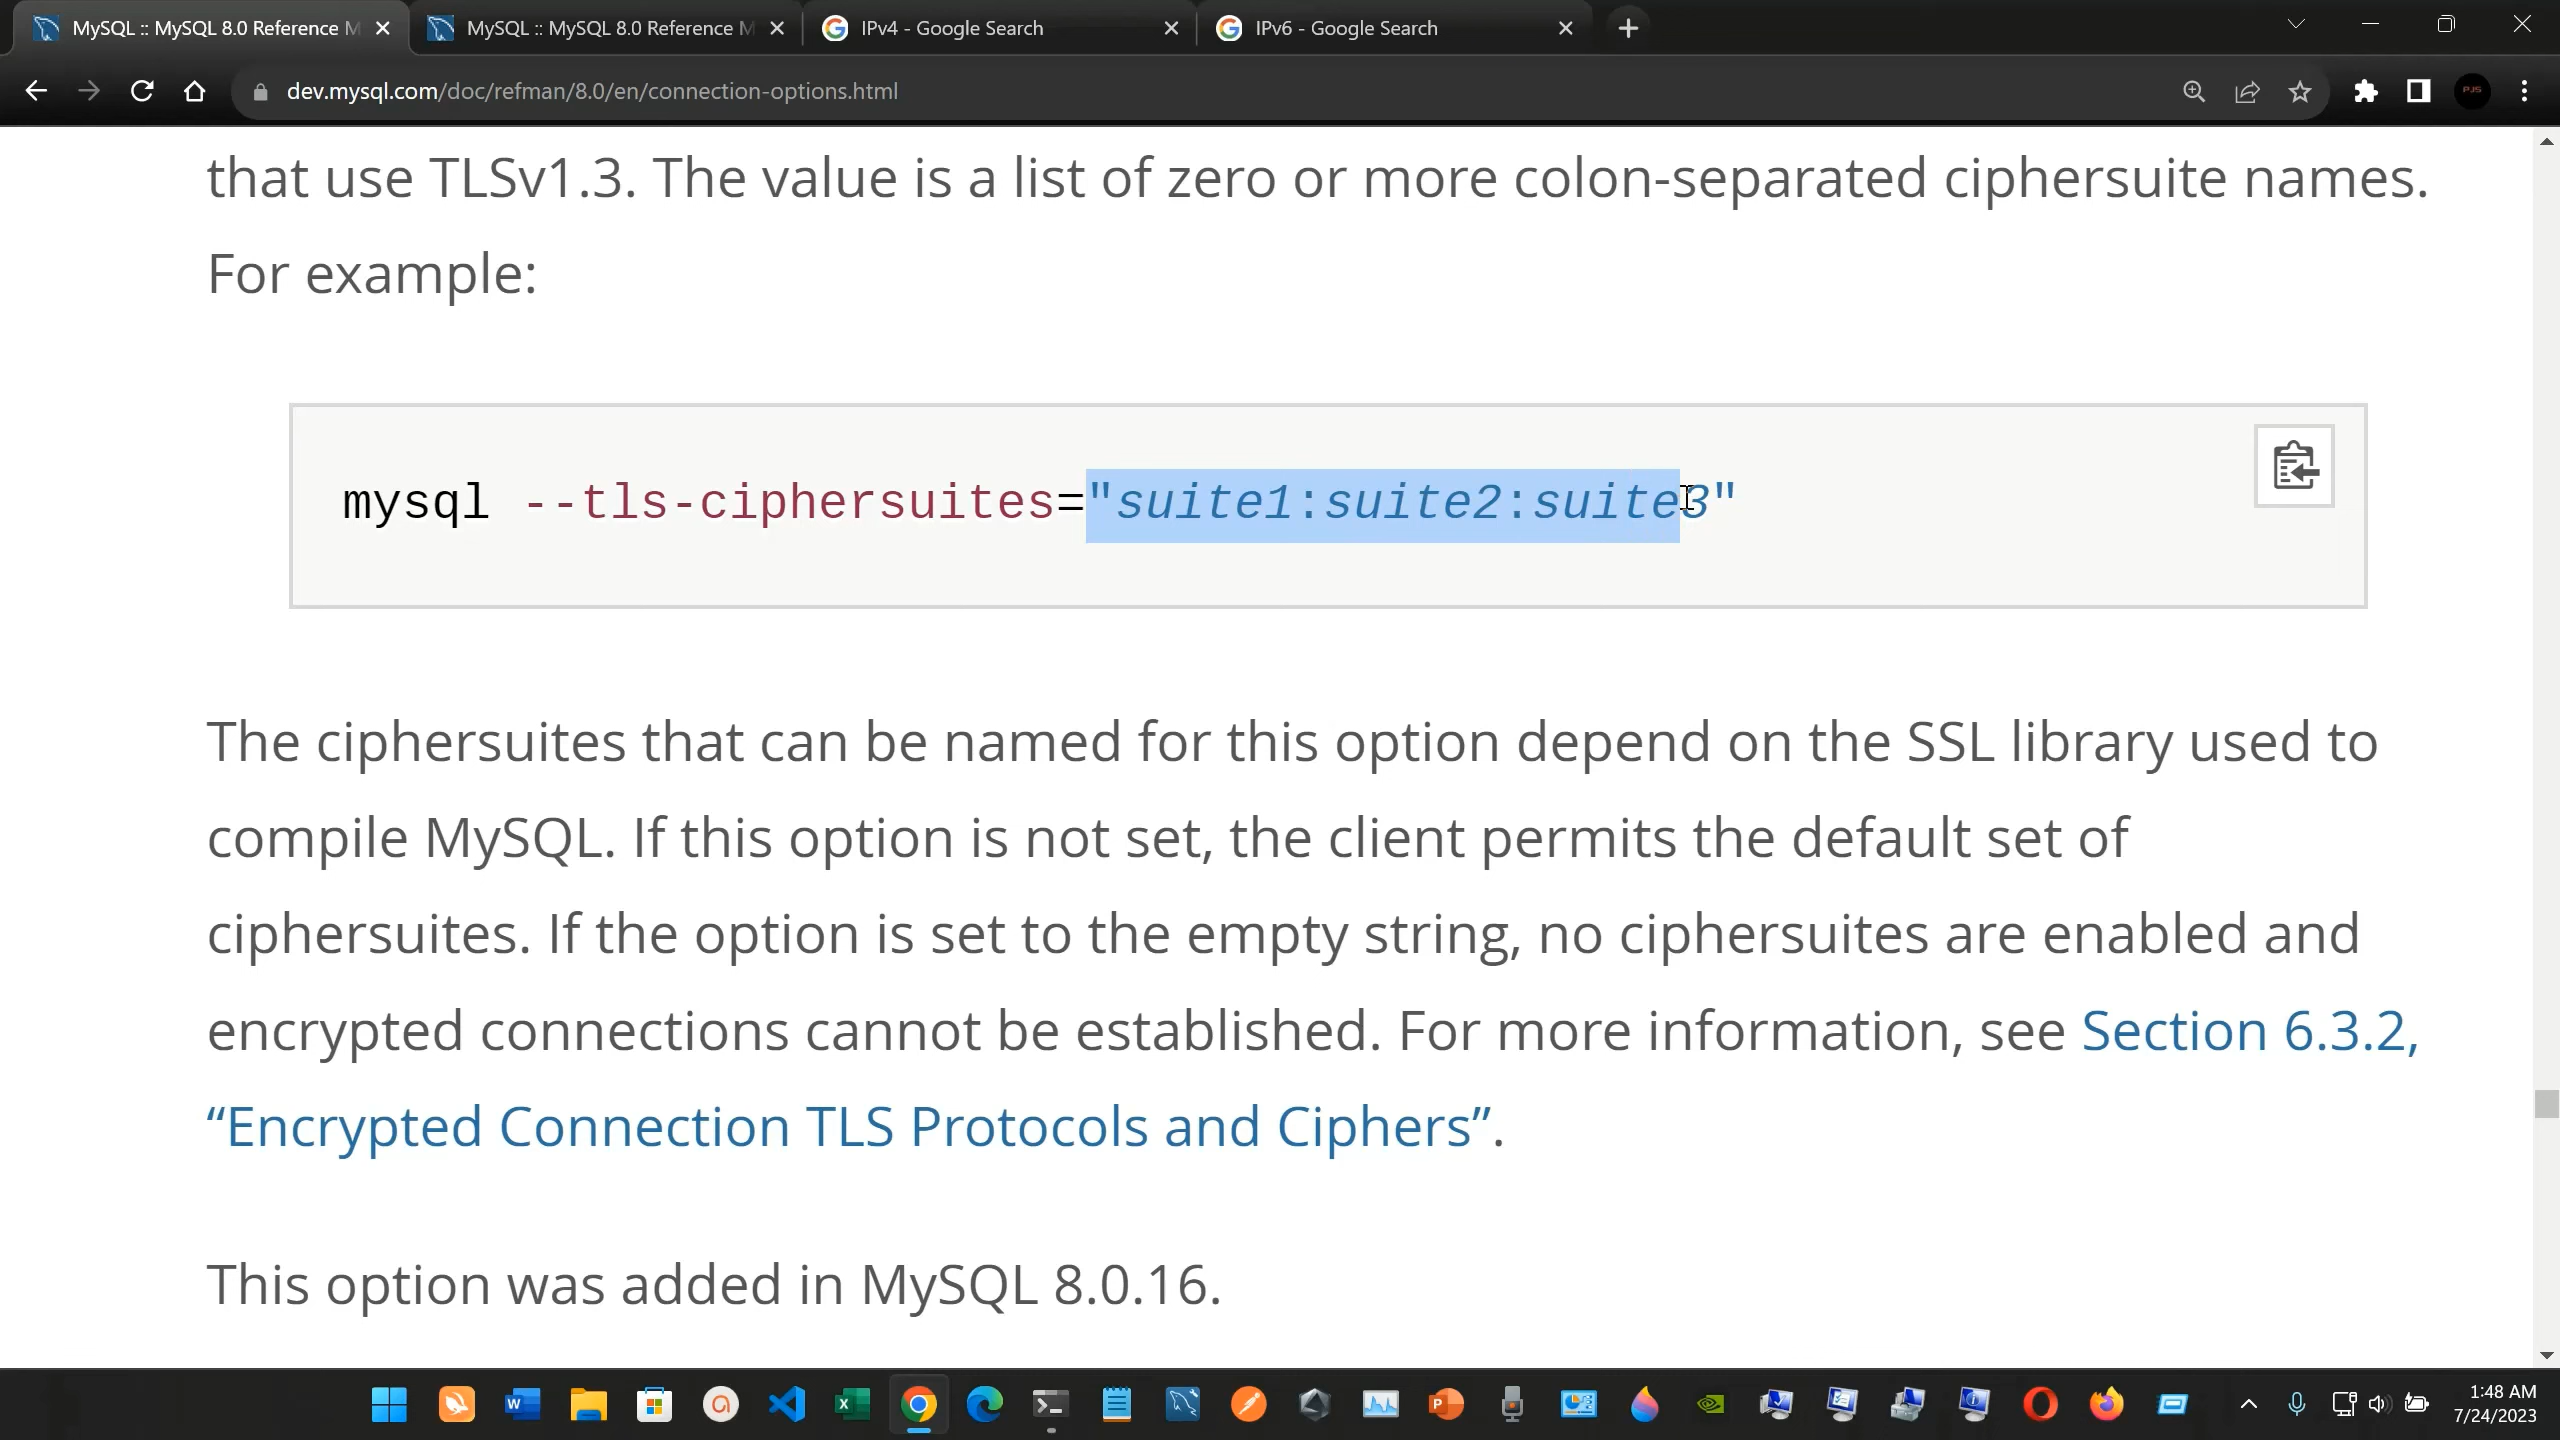 MySQL :: MySQL 8.0 Reference M
MySQL :: MySQL 8.0 Reference M
IPv4 - Google Search
IPv6 - Google Search
dev.mysql.com/doc/refman/8.0/en/connection-options.html
PJS
that use TLSv1.3. The value is a list of zero or more colon-separated ciphersuite names.
For example:
mysql --tls-ciphersuites="suite1:suite2:suite3"
The ciphersuites that can be named for this option depend on the SSL library used to
compile MySQL. If this option is not set, the client permits the default set of
ciphersuites. If the option is set to the empty string, no ciphersuites are enabled and
encrypted connections cannot be established. For more information, see Section 6.3.2,
“Encrypted Connection TLS Protocols and Ciphers”.
This option was added in MySQL 8.0.16.
1:48 AM
7/24/2023